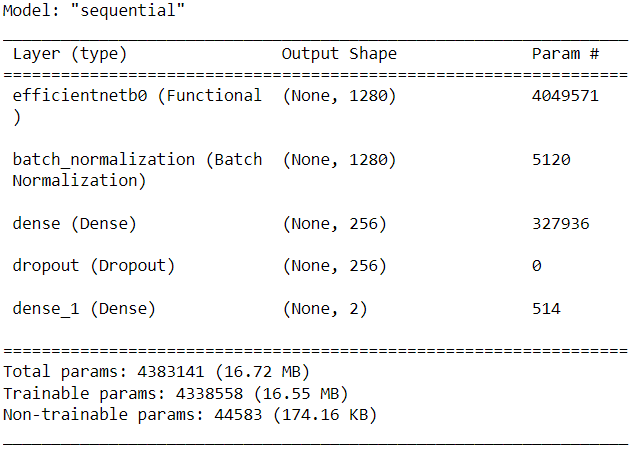 Model: "sequential"
_________________________________________________________________
Layer (type) Output Shape Param #
=================================================================
efficientnetb0 (Functional (None, 1280) 4049571
)
batch_normalization (Batch (None, 1280) 5120
Normalization)
dense (Dense) (None, 256) 327936
dropout (Dropout) (None, 256) 0
dense_1 (Dense) (None, 2) 514
=================================================================
Total params: 4383141 (16.72 MB)
Trainable params: 4338558 (16.55 MB)
Non-trainable params: 44583 (174.16 KB)
_________________________________________________________________